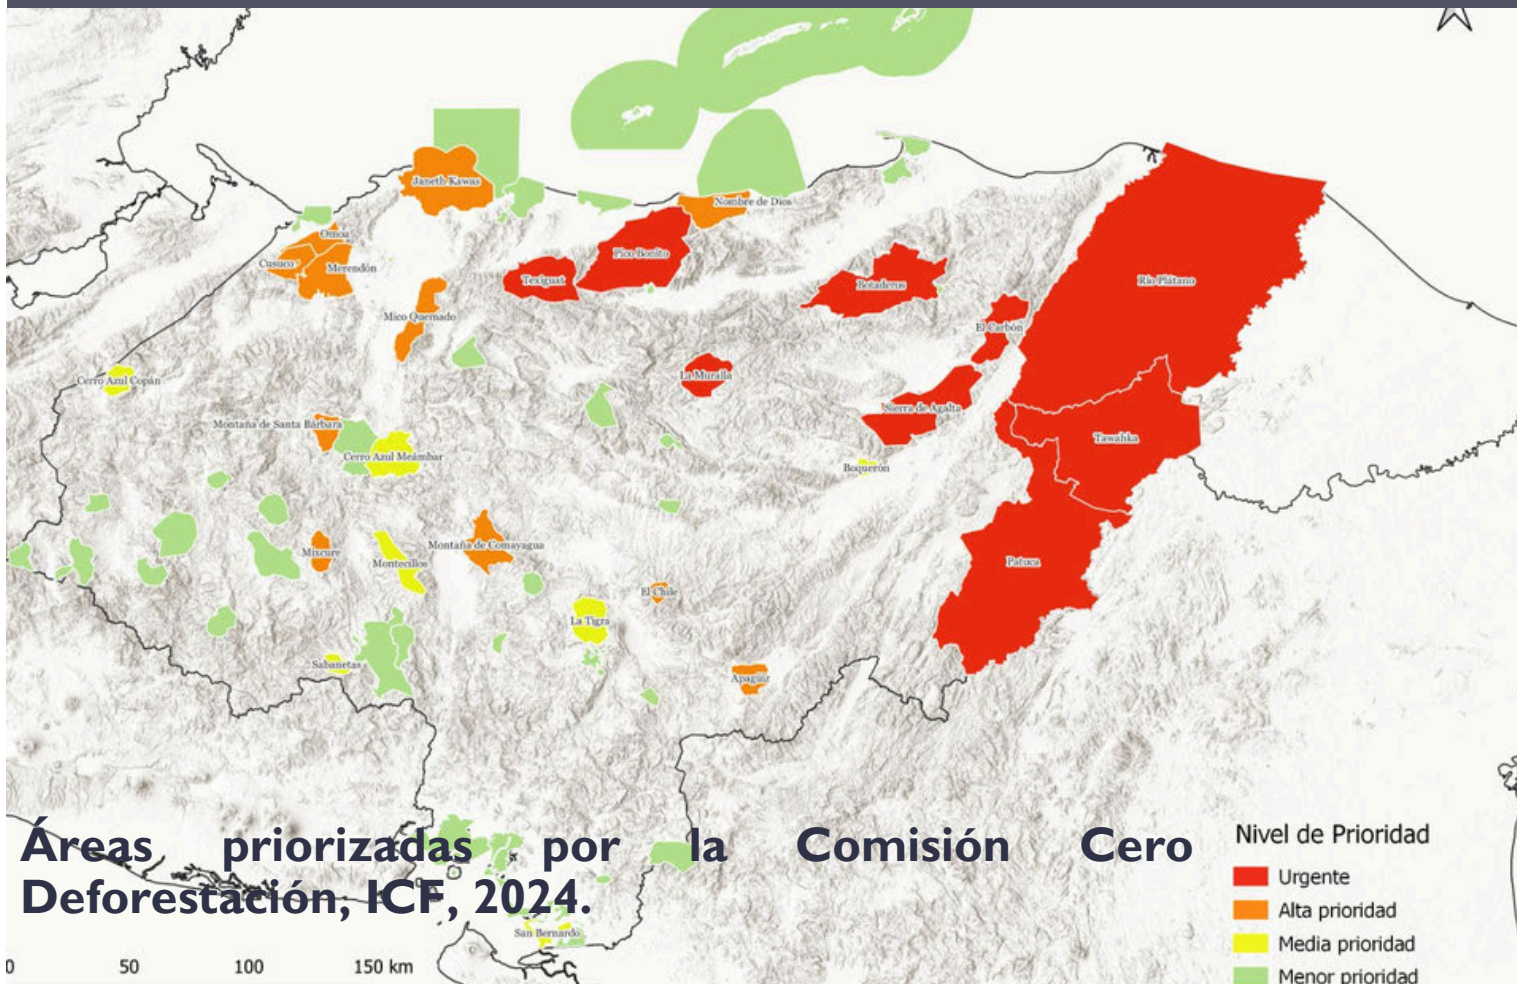 Janeth Kawas
Nombre de Dios
Omoa
Cusuco
Merendón
Pico Bonito
Texiguat
Botaderos
Río Plátano
Mico Quemado
El Carbón
Cerro Azul Copán
La Muralla
Sierra de Agalta
Montaña de Santa Bárbara
Cerro Azul Meámbar
Tawahka
Boquerón
Mixcure
Montecillos
Montaña de Comayagua
Patuca
El Chile
La Tigra
Sabanetas
Apagüiz
Áreas priorizadas por la Comisión Cero
Deforestación, ICF, 2024.
San Bernardo
0 50 100 150 km
Nivel de Prioridad
Urgente
Alta prioridad
Media prioridad
Menor prioridad